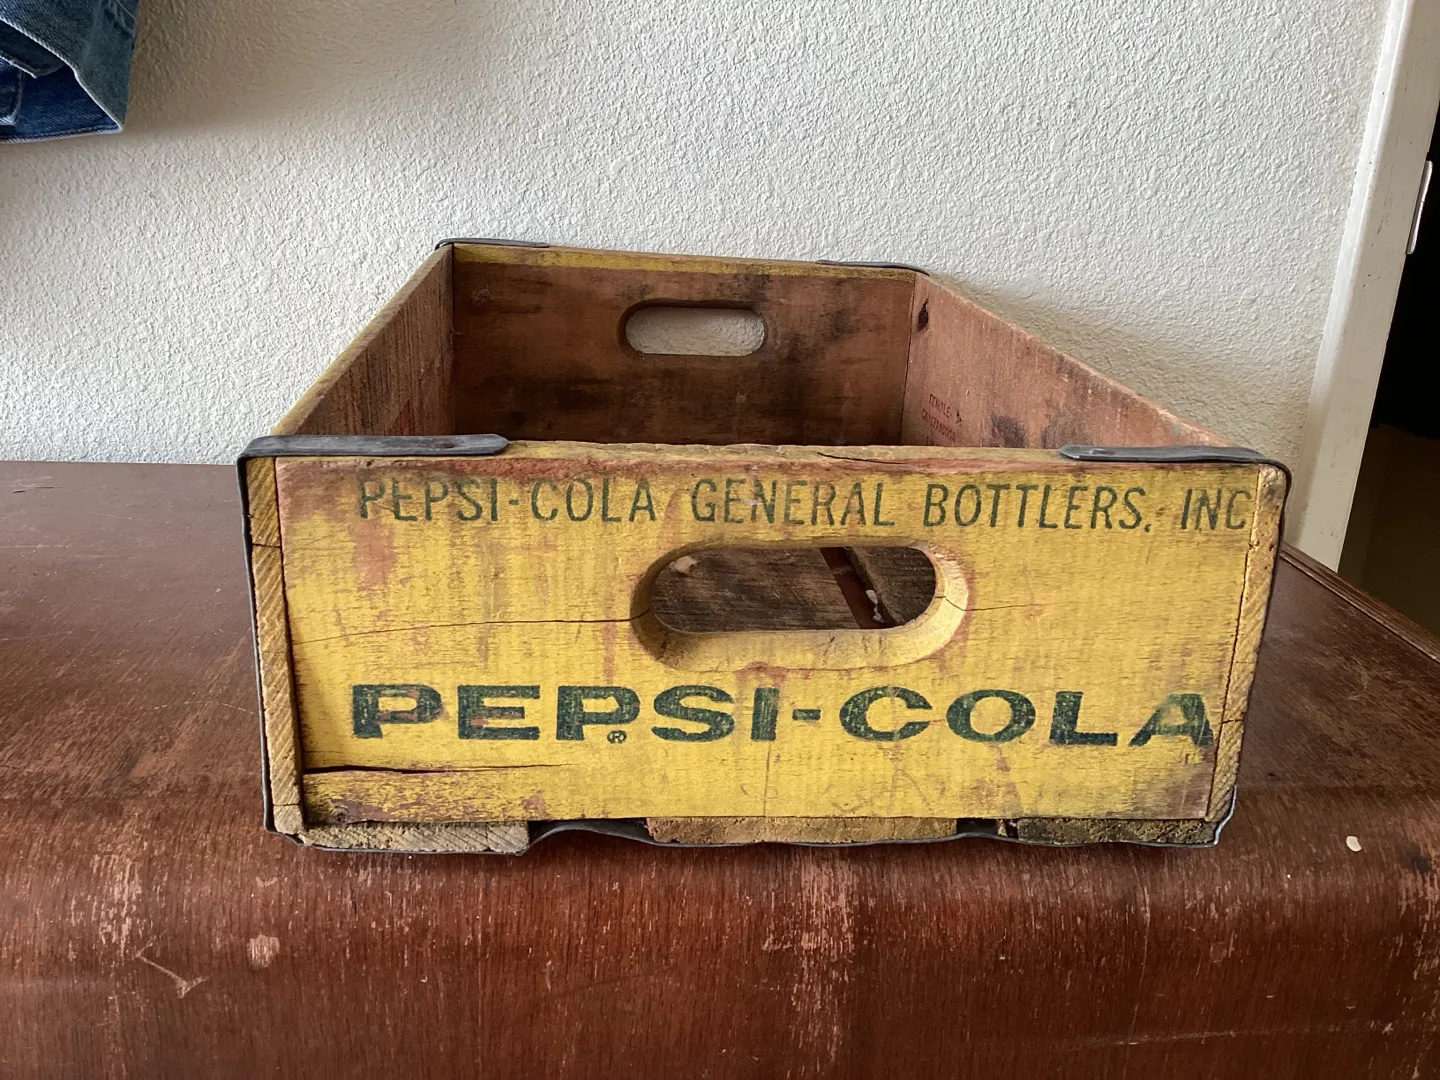 PEPSI-COLA GENERAL BOTTLERS, INC
PEPSI-COLA
®